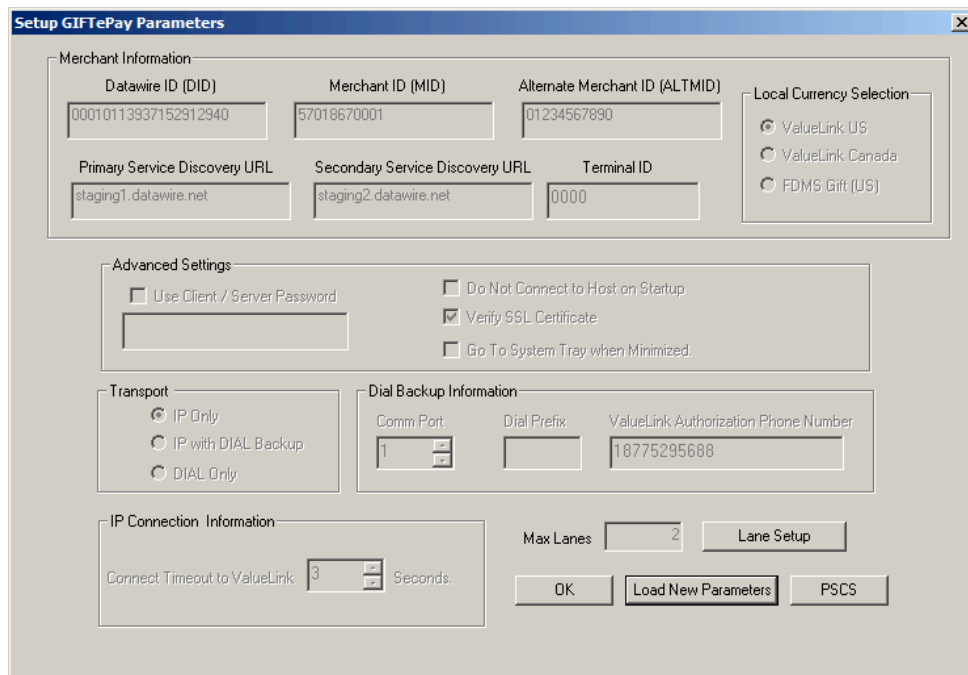 Setup GIFTePay Parameters
Merchant Information
Datawire ID (DID)
Merchant ID (MID)
Alternate Merchant ID (ALTMID)
00010113937152912940
57018670001
01234567890
Primary Service Discovery URL
Secondary Service Discovery URL
Terminal ID
staging1.datawire.net
staging2.datawire.net
0000
Local Currency Selection
ValueLink US
ValueLink Canada
FDMS Gift (US)
Advanced Settings
Use Client / Server Password
Do Not Connect to Host on Startup
Verify SSL Certificate
Go To System Tray when Minimized.
Transport
IP Only
IP with DIAL Backup
DIAL Only
Dial Backup Information
Comm Port
Dial Prefix
ValueLink Authorization Phone Number
1
18775295688
IP Connection Information
Connect Timeout to ValueLink
3
Seconds.
Max Lanes
2
Lane Setup
OK
Load New Parameters
PSCS